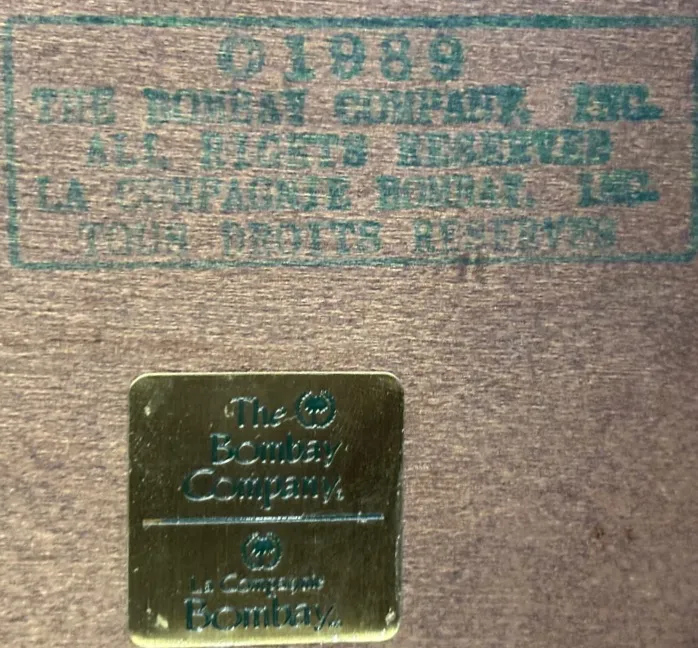 ©1989
THE BOMBAY COMPANY, INC.
ALL RIGHTS RESERVED
LA COMPAGNIE BOMBAY, INC.
TOUS DROITS RESERVES
The
Bombay
Company.
La Compagnie
Bombay.